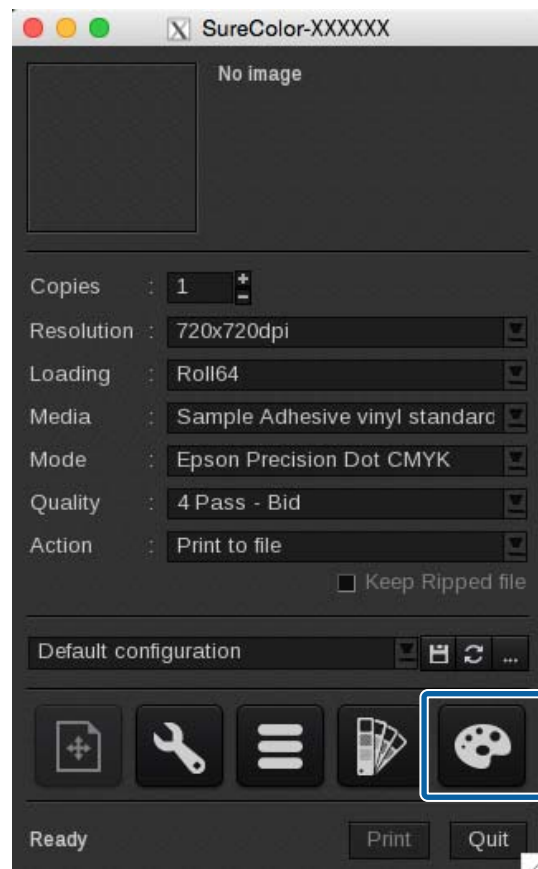 SureColor-XXXXXX
No image
Copies : 1
Resolution : 720x720dpi
Loading : Roll64
Media : Sample Adhesive vinyl standard
Mode : Epson Precision Dot CMYK
Quality : 4 Pass - Bid
Action : Print to file
Keep Ripped file
Default configuration ...
Ready Print Quit